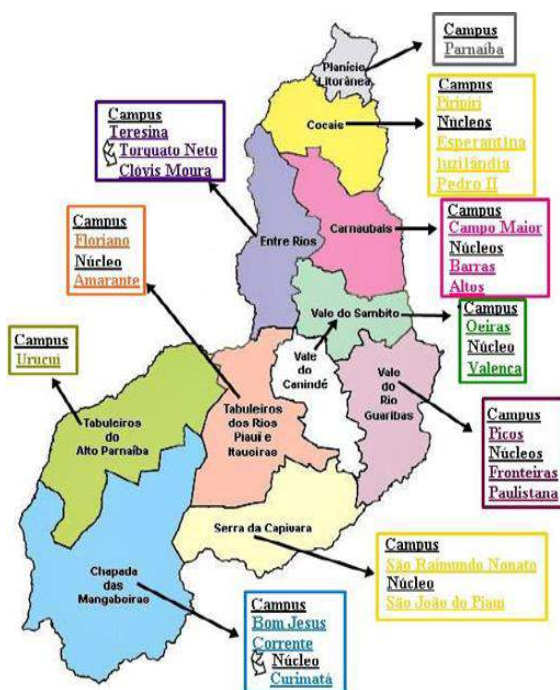 Campus
Parnaíba
Planície
Litorânea
Campus
Piripiri
Núcleos
Esperantina
luzilândia
Pedro II
Cocais
Campus
Teresina
Torquato Neto
Clóvis Moura
Entre Rios
Carnaubais
Campus
Campo Maior
Núcleos
Barras
Altos
Campus
Floriano
Núcleo
Amarante
Vale do Sambito
Campus
Oeiras
Núcleo
Valença
Campus
Uruçuí
Vale
do
Canindé
Vale
do
Rio
Guaribas
Tabuleiros
do
Alto Parnaíba
Tabuleiros
dos Rios
Piauí e
Itaueiras
Campus
Picos
Núcleos
Fronteiras
Paulistana
Serra da Capivara
Campus
São Raimundo Nonato
Núcleo
São João do Piauí
Chapada
das
Mangabeiras
Campus
Bom Jesus
Corrente
Núcleo
Curimatá